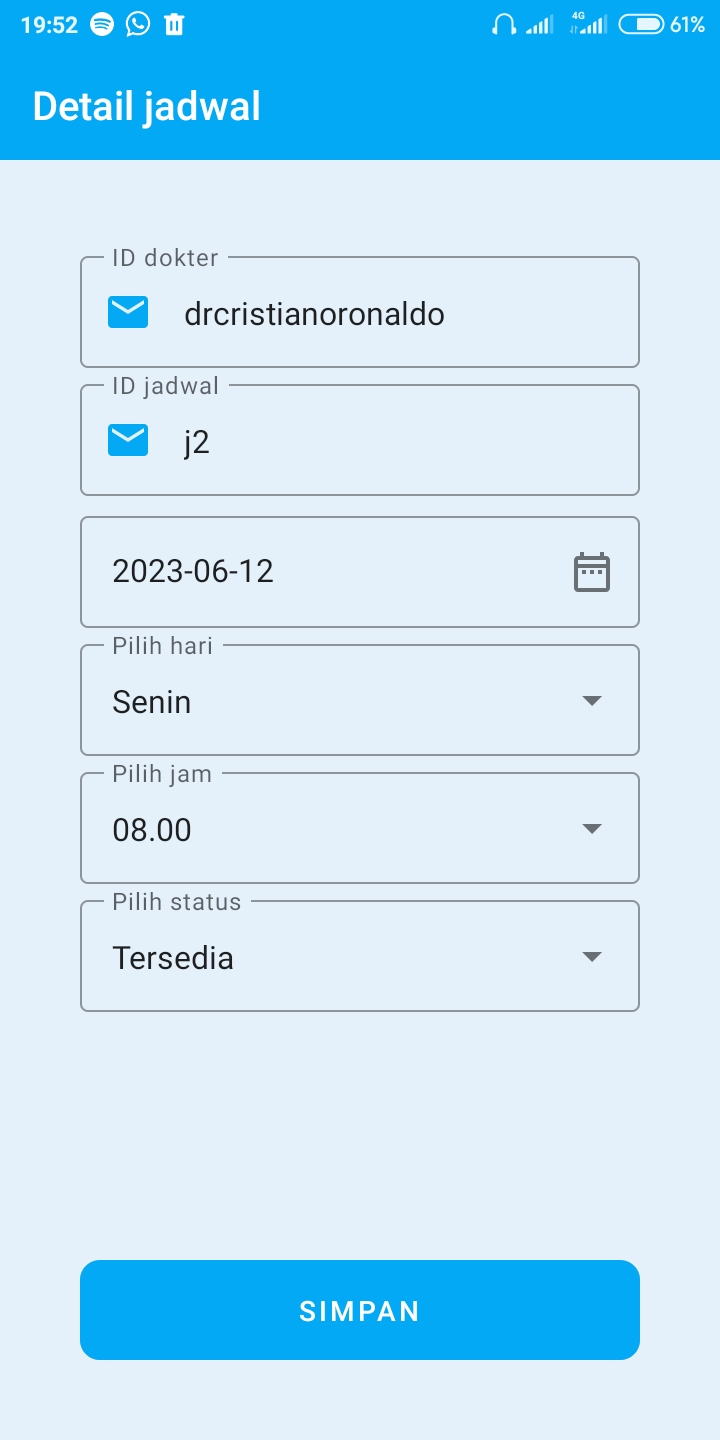 19:52
4G
61%
Detail jadwal
ID dokter
drcristianoronaldo
ID jadwal
j2
2023-06-12
Pilih hari
Senin
Pilih jam
08.00
Pilih status
Tersedia
SIMPAN